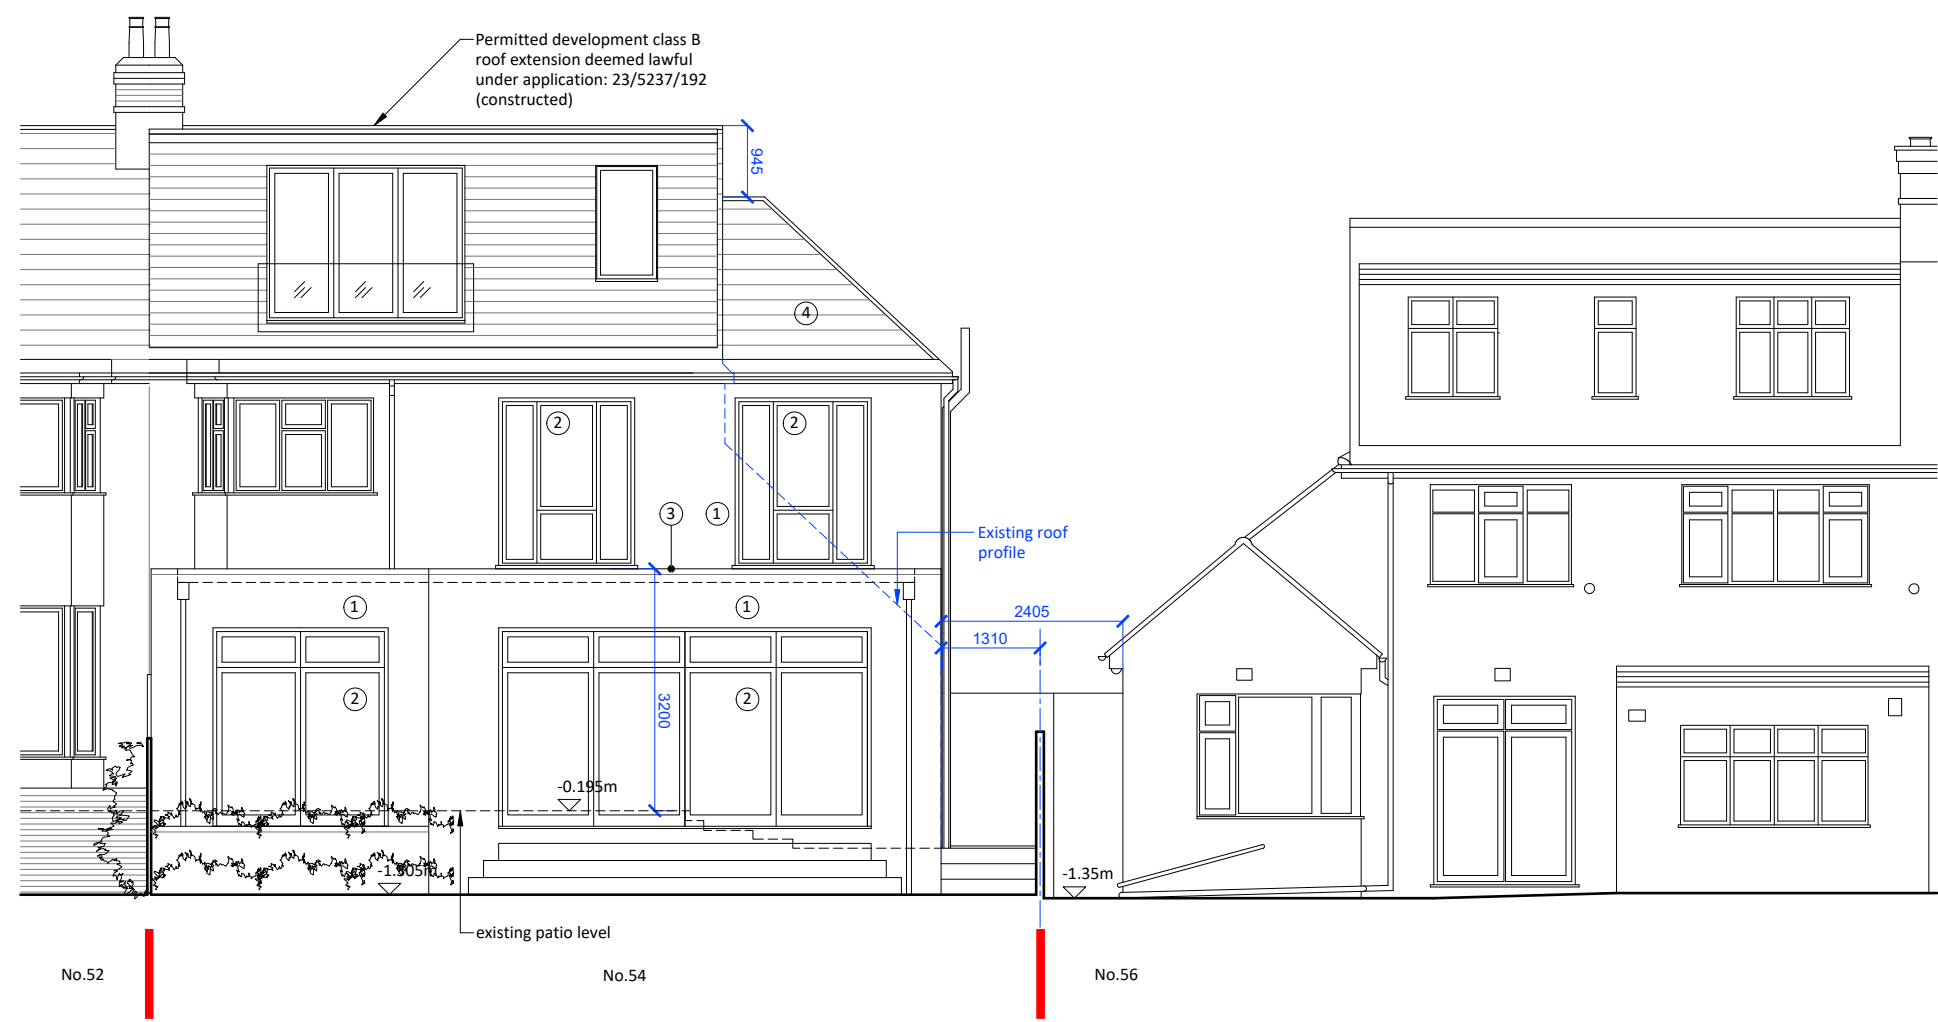 Permitted development class B
roof extension deemed lawful
under application: 23/5237/192
(constructed)
945
4
2
2
3
1
Existing roof
profile
1
1
2405
1310
2
2
3200
-0.195m
-1.305m
-1.35m
existing patio level
No.52
No.54
No.56